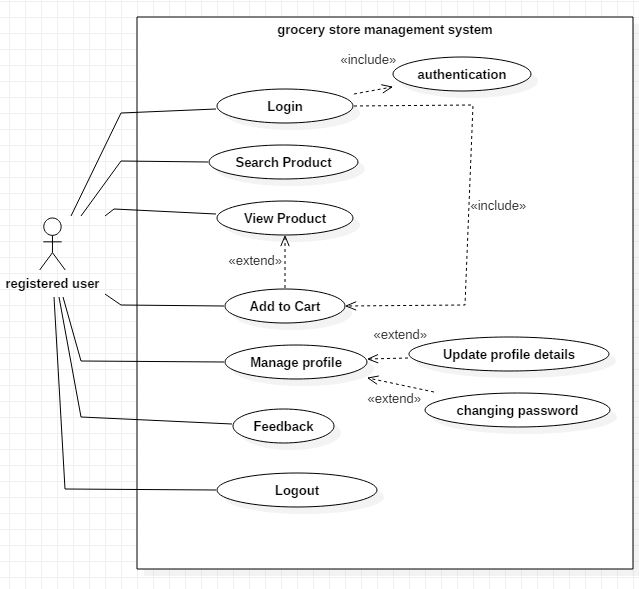 grocery store management system
«include»
authentication
Login
Search Product
«include»
View Product
«extend»
registered user
Add to Cart
«extend»
Update profile details
Manage profile
«extend»
changing password
Feedback
Logout